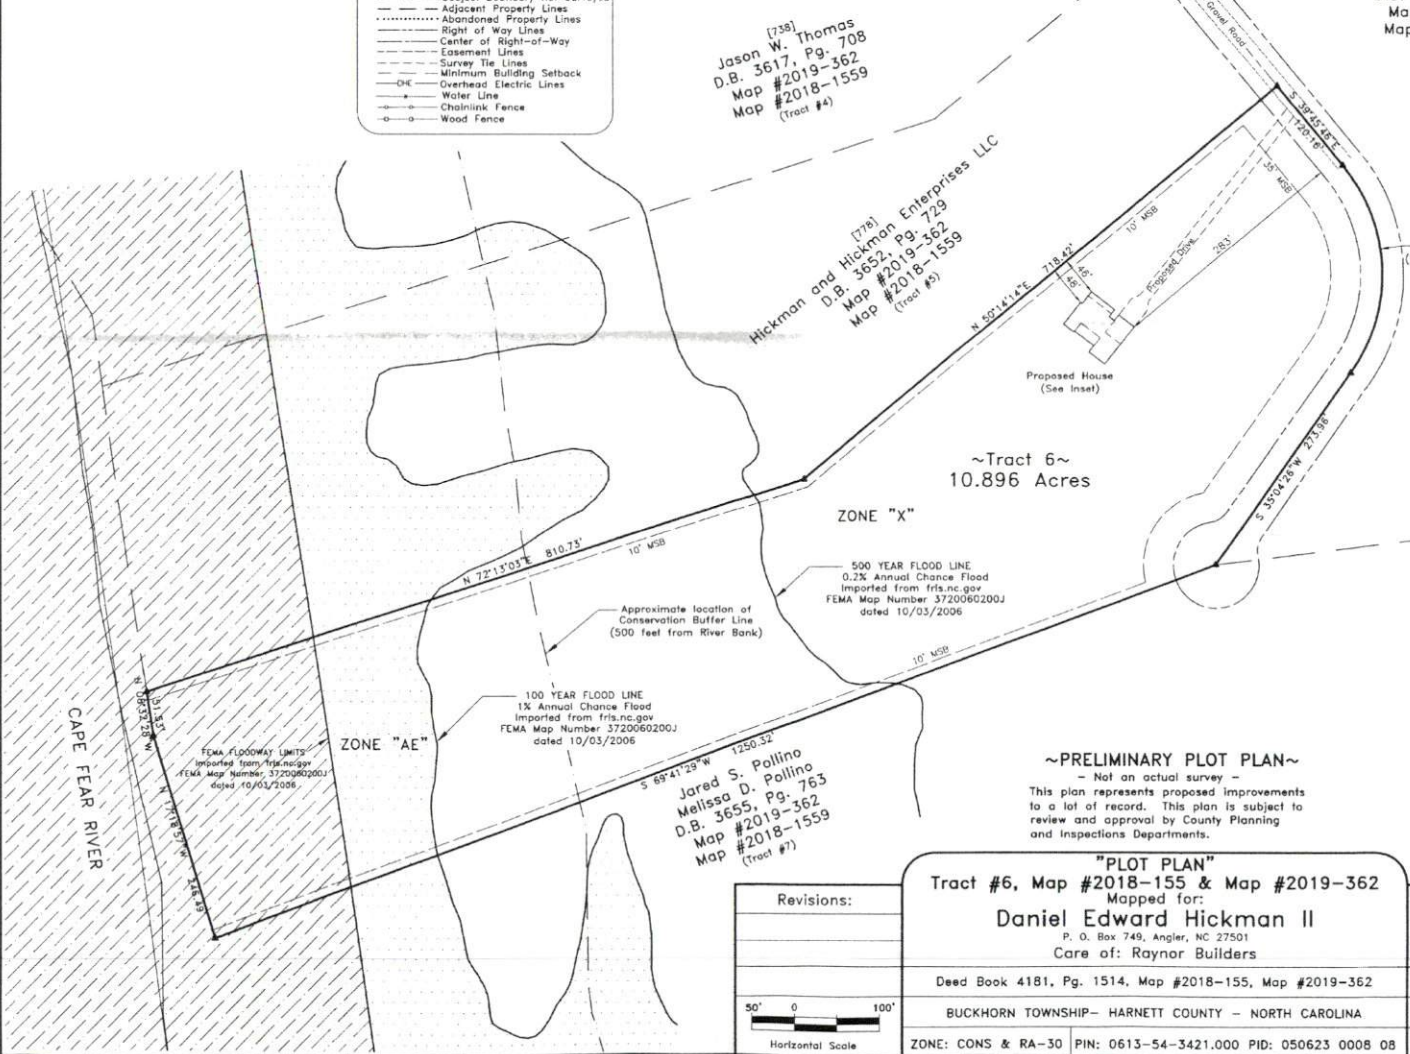 Adjacent Property Lines
Abandoned Property Lines
Right of Way Lines
Center of Right-of-Way
Easement Lines
Survey Tie Lines
Minimum Building Setback
OHE Overhead Electric Lines
Water Line
Chainlink Fence
Wood Fence
[738]
Jason W. Thomas
D.B. 3617, Pg. 708
Map #2019-362
Map #2018-1559
(Tract #4)
Map
Gravel Road
S 39°45'46"E
120.16'
35' MSB
[778]
Hickman and Hickman Enterprises LLC
D.B. 3652, Pg. 729
Map #2019-362
Map #2018-1559
(Tract #5)
N 50°14'14"E 718.42'
10' MSB
46'
48'
Proposed Drive
283'
Proposed House
(See Inset)
~Tract 6~
10.896 Acres
ZONE "X"
S 35°04'26"W 273.98'
500 YEAR FLOOD LINE
0.2% Annual Chance Flood
Imported from fris.nc.gov
FEMA Map Number 3720060200J
dated 10/03/2006
N 72°13'03"E 810.73'
10' MSB
Approximate location of
Conservation Buffer Line
(500 feet from River Bank)
10' MSB
100 YEAR FLOOD LINE
1% Annual Chance Flood
Imported from fris.nc.gov
FEMA Map Number 3720060200J
dated 10/03/2006
ZONE "AE"
FEMA FLOODWAY LIMITS
Imported from fris.nc.gov
FEMA Map Number 3720060200J
dated 10/03/2006
N 08°32'28"W
51.53'
N 17°18'57"W 246.49
CAPE FEAR RIVER
S 69°41'29"W 1250.32'
Jared S. Pollino
Melissa D. Pollino
D.B. 3655, Pg. 763
Map #2019-362
Map #2018-1559
(Tract #7)
~PRELIMINARY PLOT PLAN~
- Not an actual survey -
This plan represents proposed improvements
to a lot of record. This plan is subject to
review and approval by County Planning
and Inspections Departments.
Revisions:
50' 0 100'
Horizontal Scale
"PLOT PLAN"
Tract #6, Map #2018-155 & Map #2019-362
Mapped for:
Daniel Edward Hickman II
P. O. Box 749, Angier, NC 27501
Care of: Raynor Builders
Deed Book 4181, Pg. 1514, Map #2018-155, Map #2019-362
BUCKHORN TOWNSHIP- HARNETT COUNTY - NORTH CAROLINA
ZONE: CONS & RA-30 PIN: 0613-54-3421.000 PID: 050623 0008 08